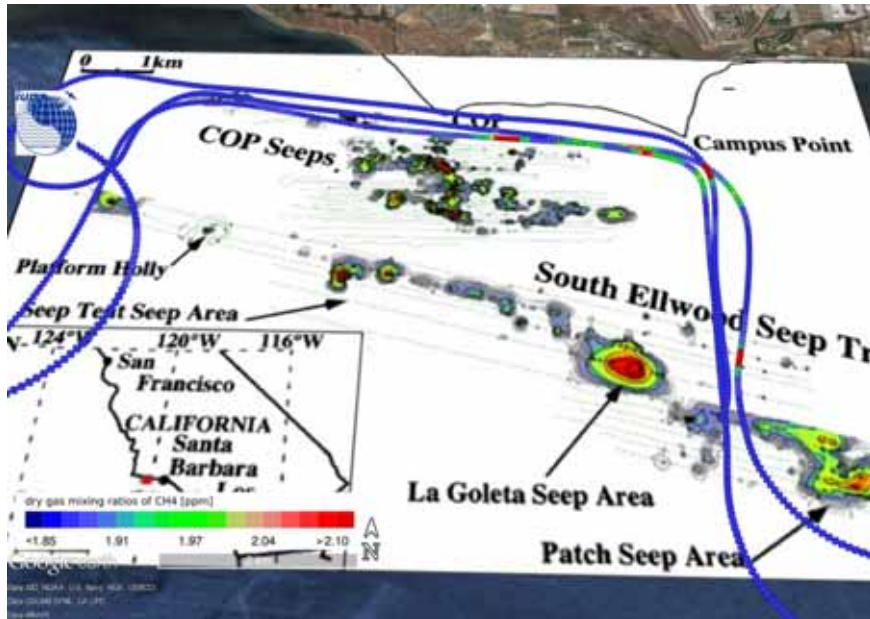 0 1km
COP
Campus Point
COP Seeps
Platform Holly
South Ellwood Seep Tr
Seep Tent Seep Area
124°W 120°W 116°W
San
Francisco
CALIFORNIA
Santa
Barbara
Los
La Goleta Seep Area
dry gas mixing ratios of CH4 [ppm]
<1.85 1.91 1.97 2.04 >2.10
N
Patch Seep Area
Google earth